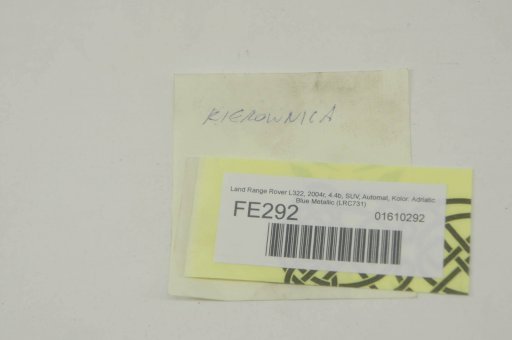 KIEROWNICA
Land Range Rover L322, 2004r, 4.4b, SUV, Automat, Kolor: Adriatic
Blue Metallic (LRC731)
FE292
01610292